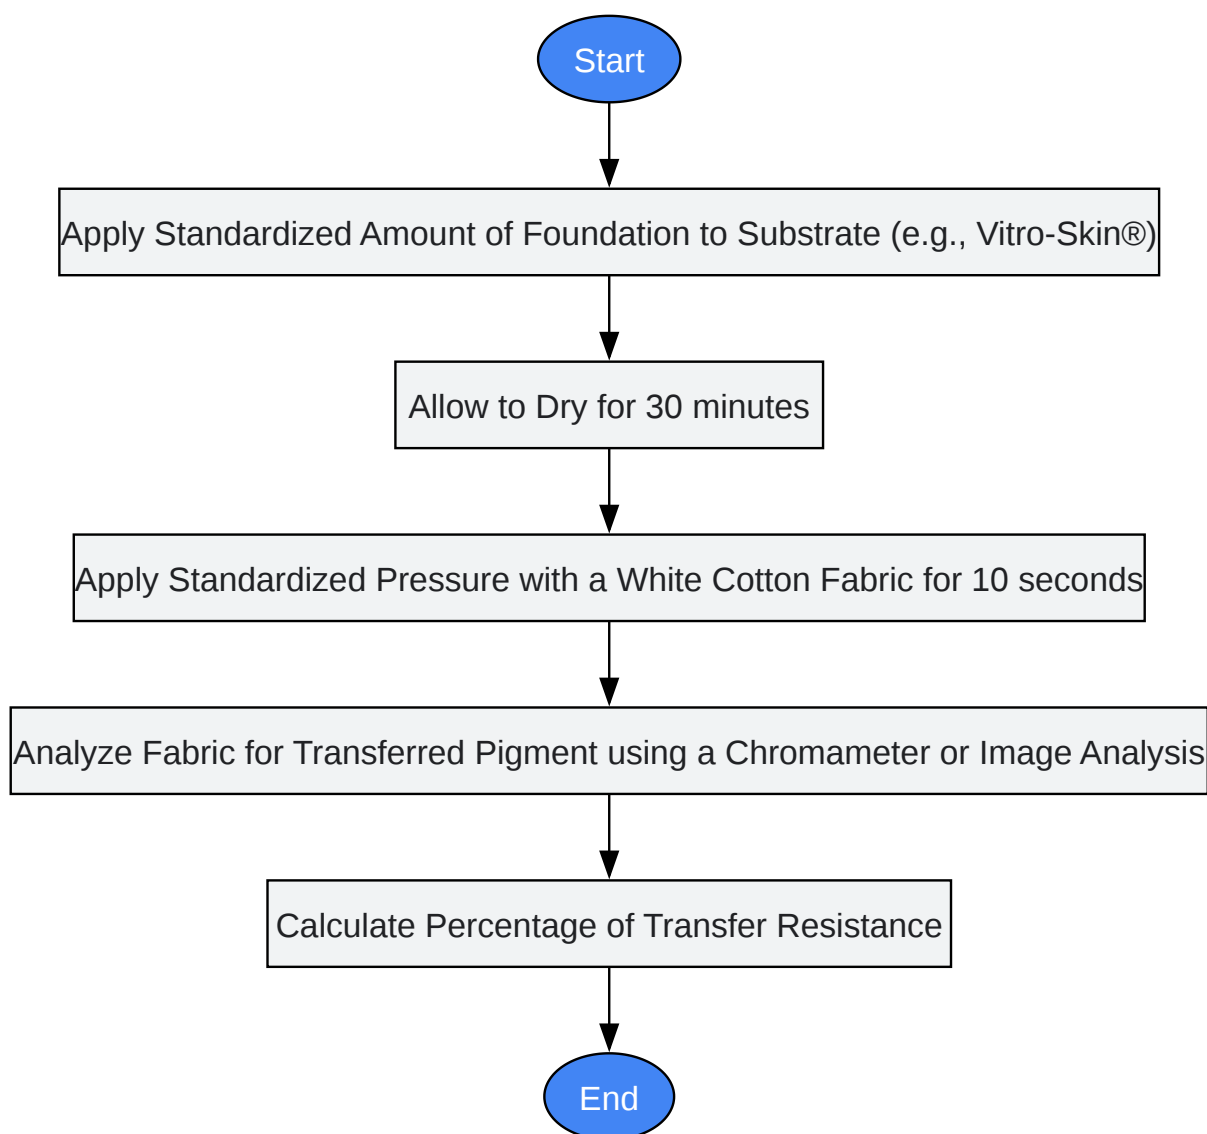 Start
Apply Standardized Amount of Foundation to Substrate (e.g., Vitro-Skin®)
Allow to Dry for 30 minutes
Apply Standardized Pressure with a White Cotton Fabric for 10 seconds
Analyze Fabric for Transferred Pigment using a Chromameter or Image Analysis
Calculate Percentage of Transfer Resistance
End